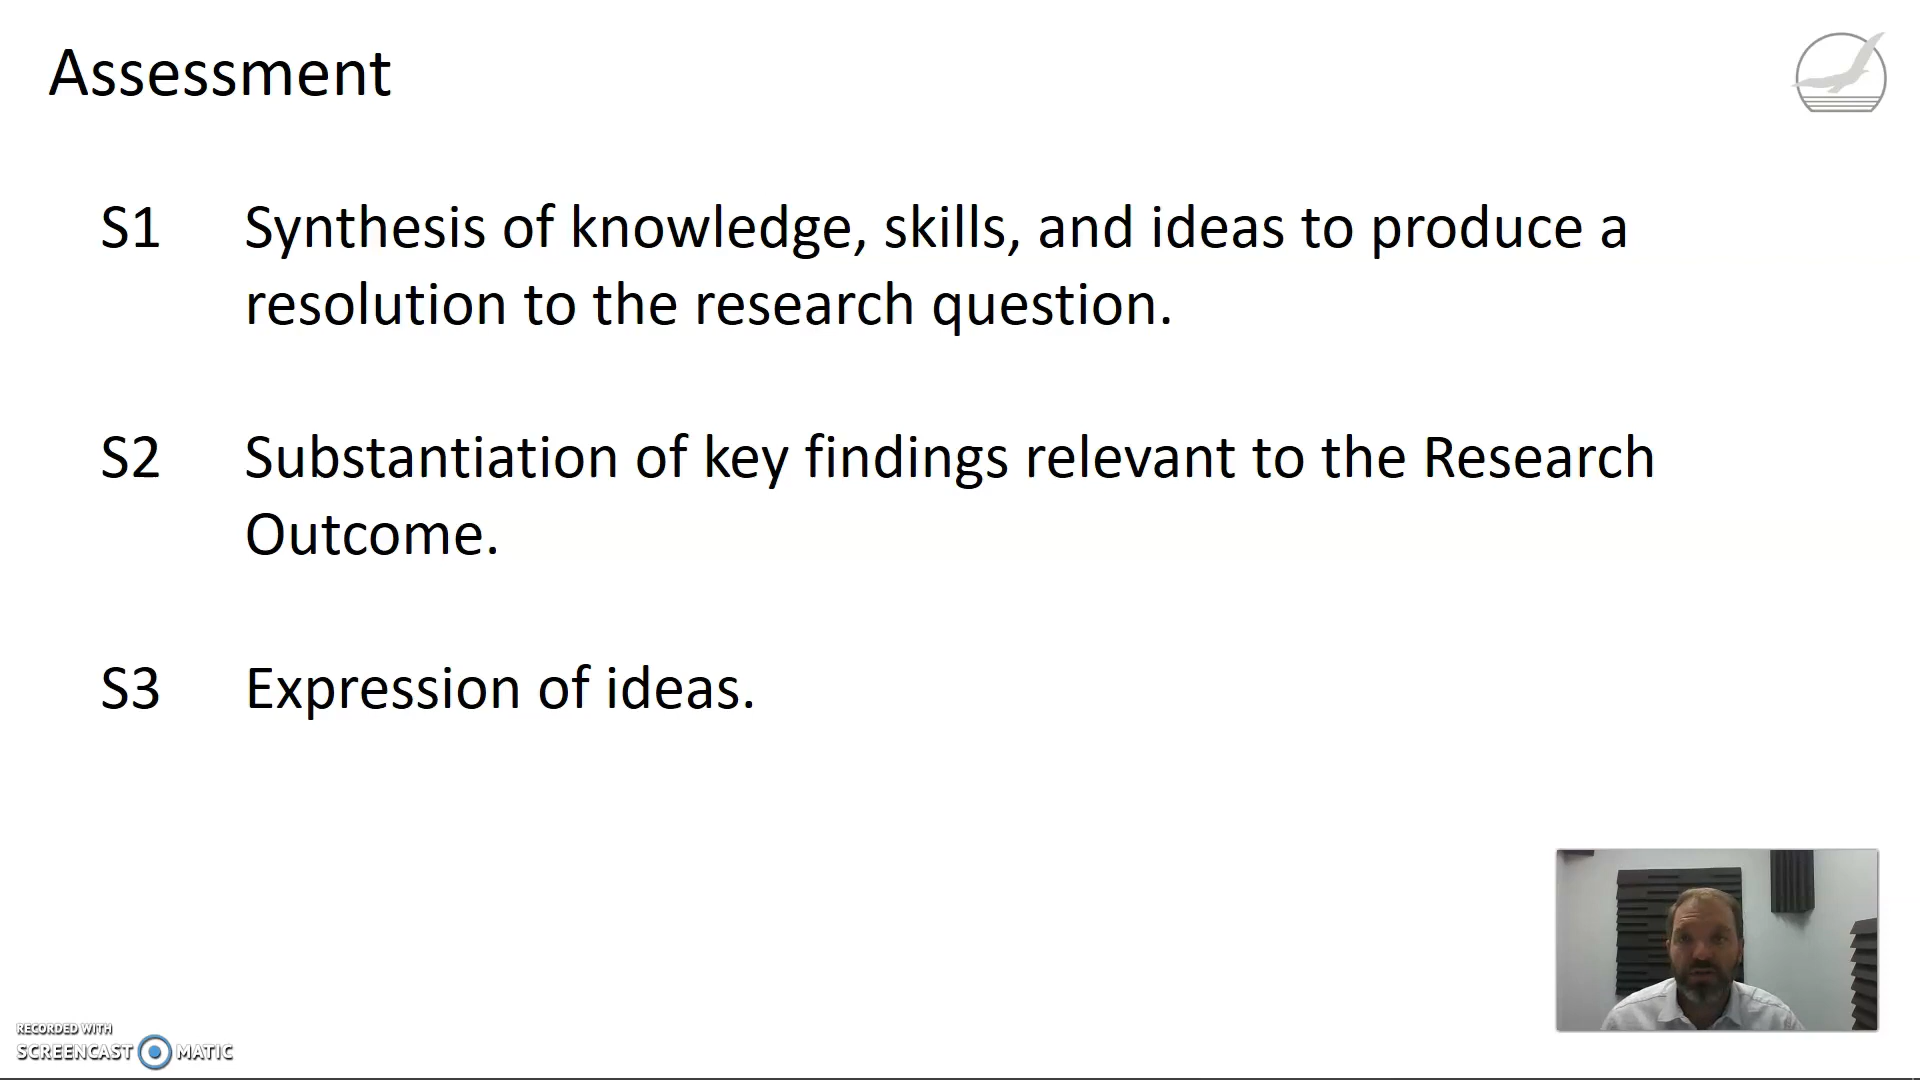 Assessment
S1 Synthesis of knowledge, skills, and ideas to produce a
resolution to the research question.
S2 Substantiation of key findings relevant to the Research
Outcome.
S3 Expression of ideas.
RECORDED WITH
SCREENCAST MATIC